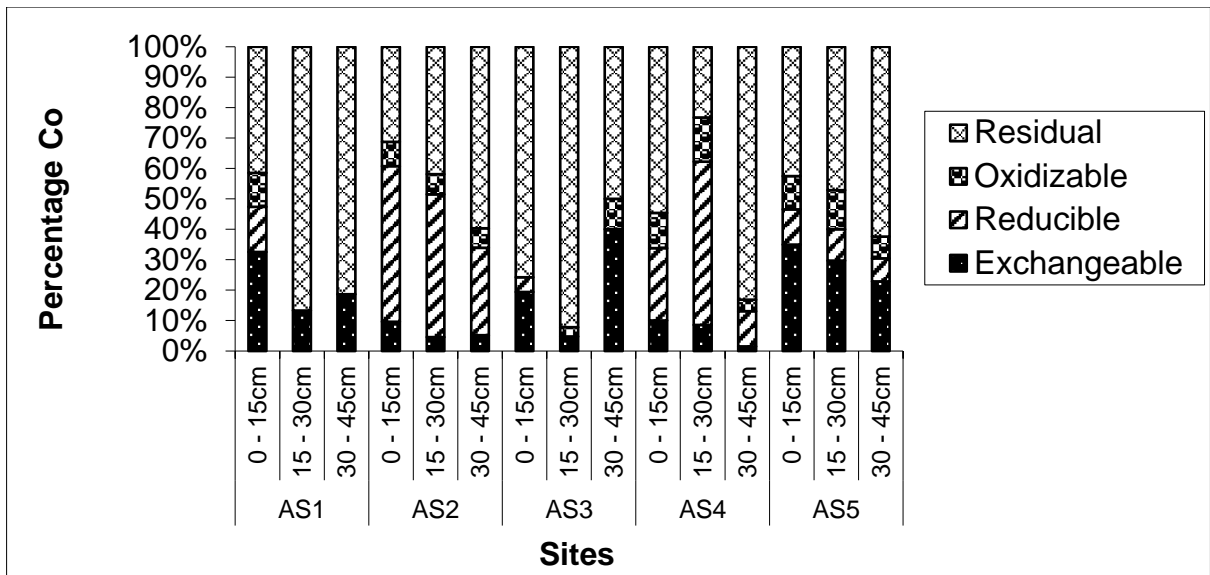 Percentage Co
100%
90%
80%
70%
60%
50%
40%
30%
20%
10%
0%
0 - 15cm
15 - 30cm
30 - 45cm
0 - 15cm
15 - 30cm
30 - 45cm
0 - 15cm
15 - 30cm
30 - 45cm
0 - 15cm
15 - 30cm
30 - 45cm
0 - 15cm
15 - 30cm
30 - 45cm
AS1
AS2
AS3
AS4
AS5
Sites
Residual
Oxidizable
Reducible
Exchangeable